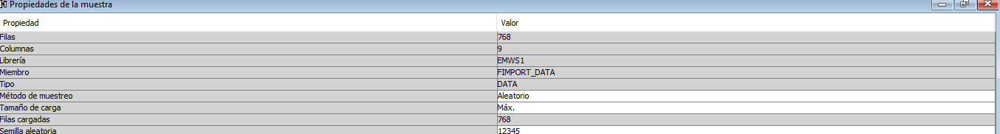 Propiedades de la muestra
Propiedad Valor
Filas 768
Columnas 9
Librería EMWS1
Miembro FIMPORT_DATA
Tipo DATA
Método de muestreo Aleatorio
Tamaño de carga Máx.
Filas cargadas 768
Semilla aleatoria 12345